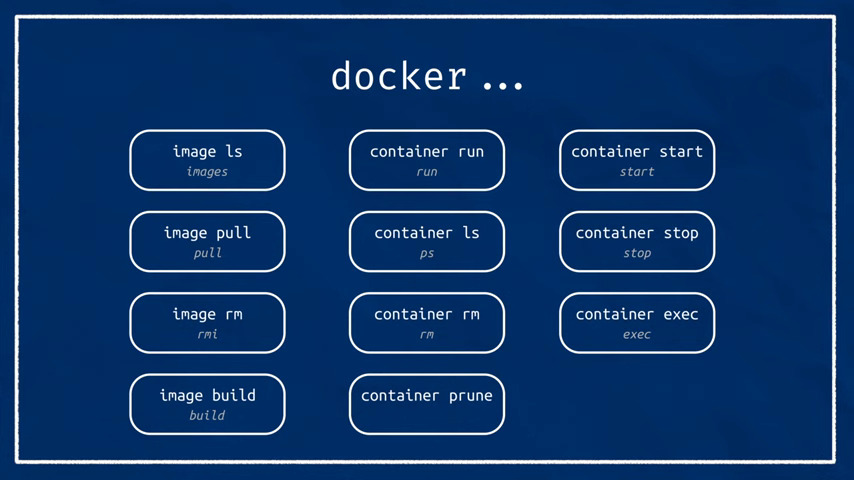 docker ...
image ls
images
container run
run
container start
start
image pull
pull
container ls
ps
container stop
stop
image rm
rmi
container rm
rm
container exec
exec
image build
build
container prune